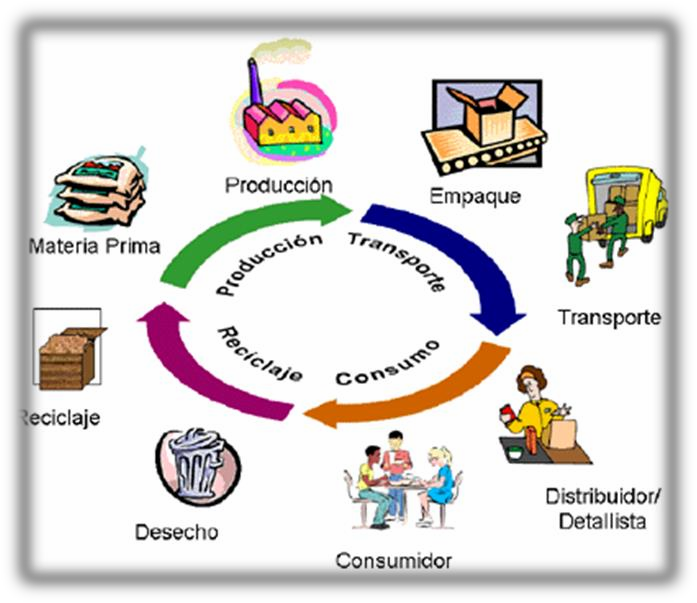 Producción
Empaque
Materia Prima
Transporte
Producción
Transporte
Reciclaje
Consumo
Reciclaje
Distribuidor/
Detallista
Desecho
Consumidor